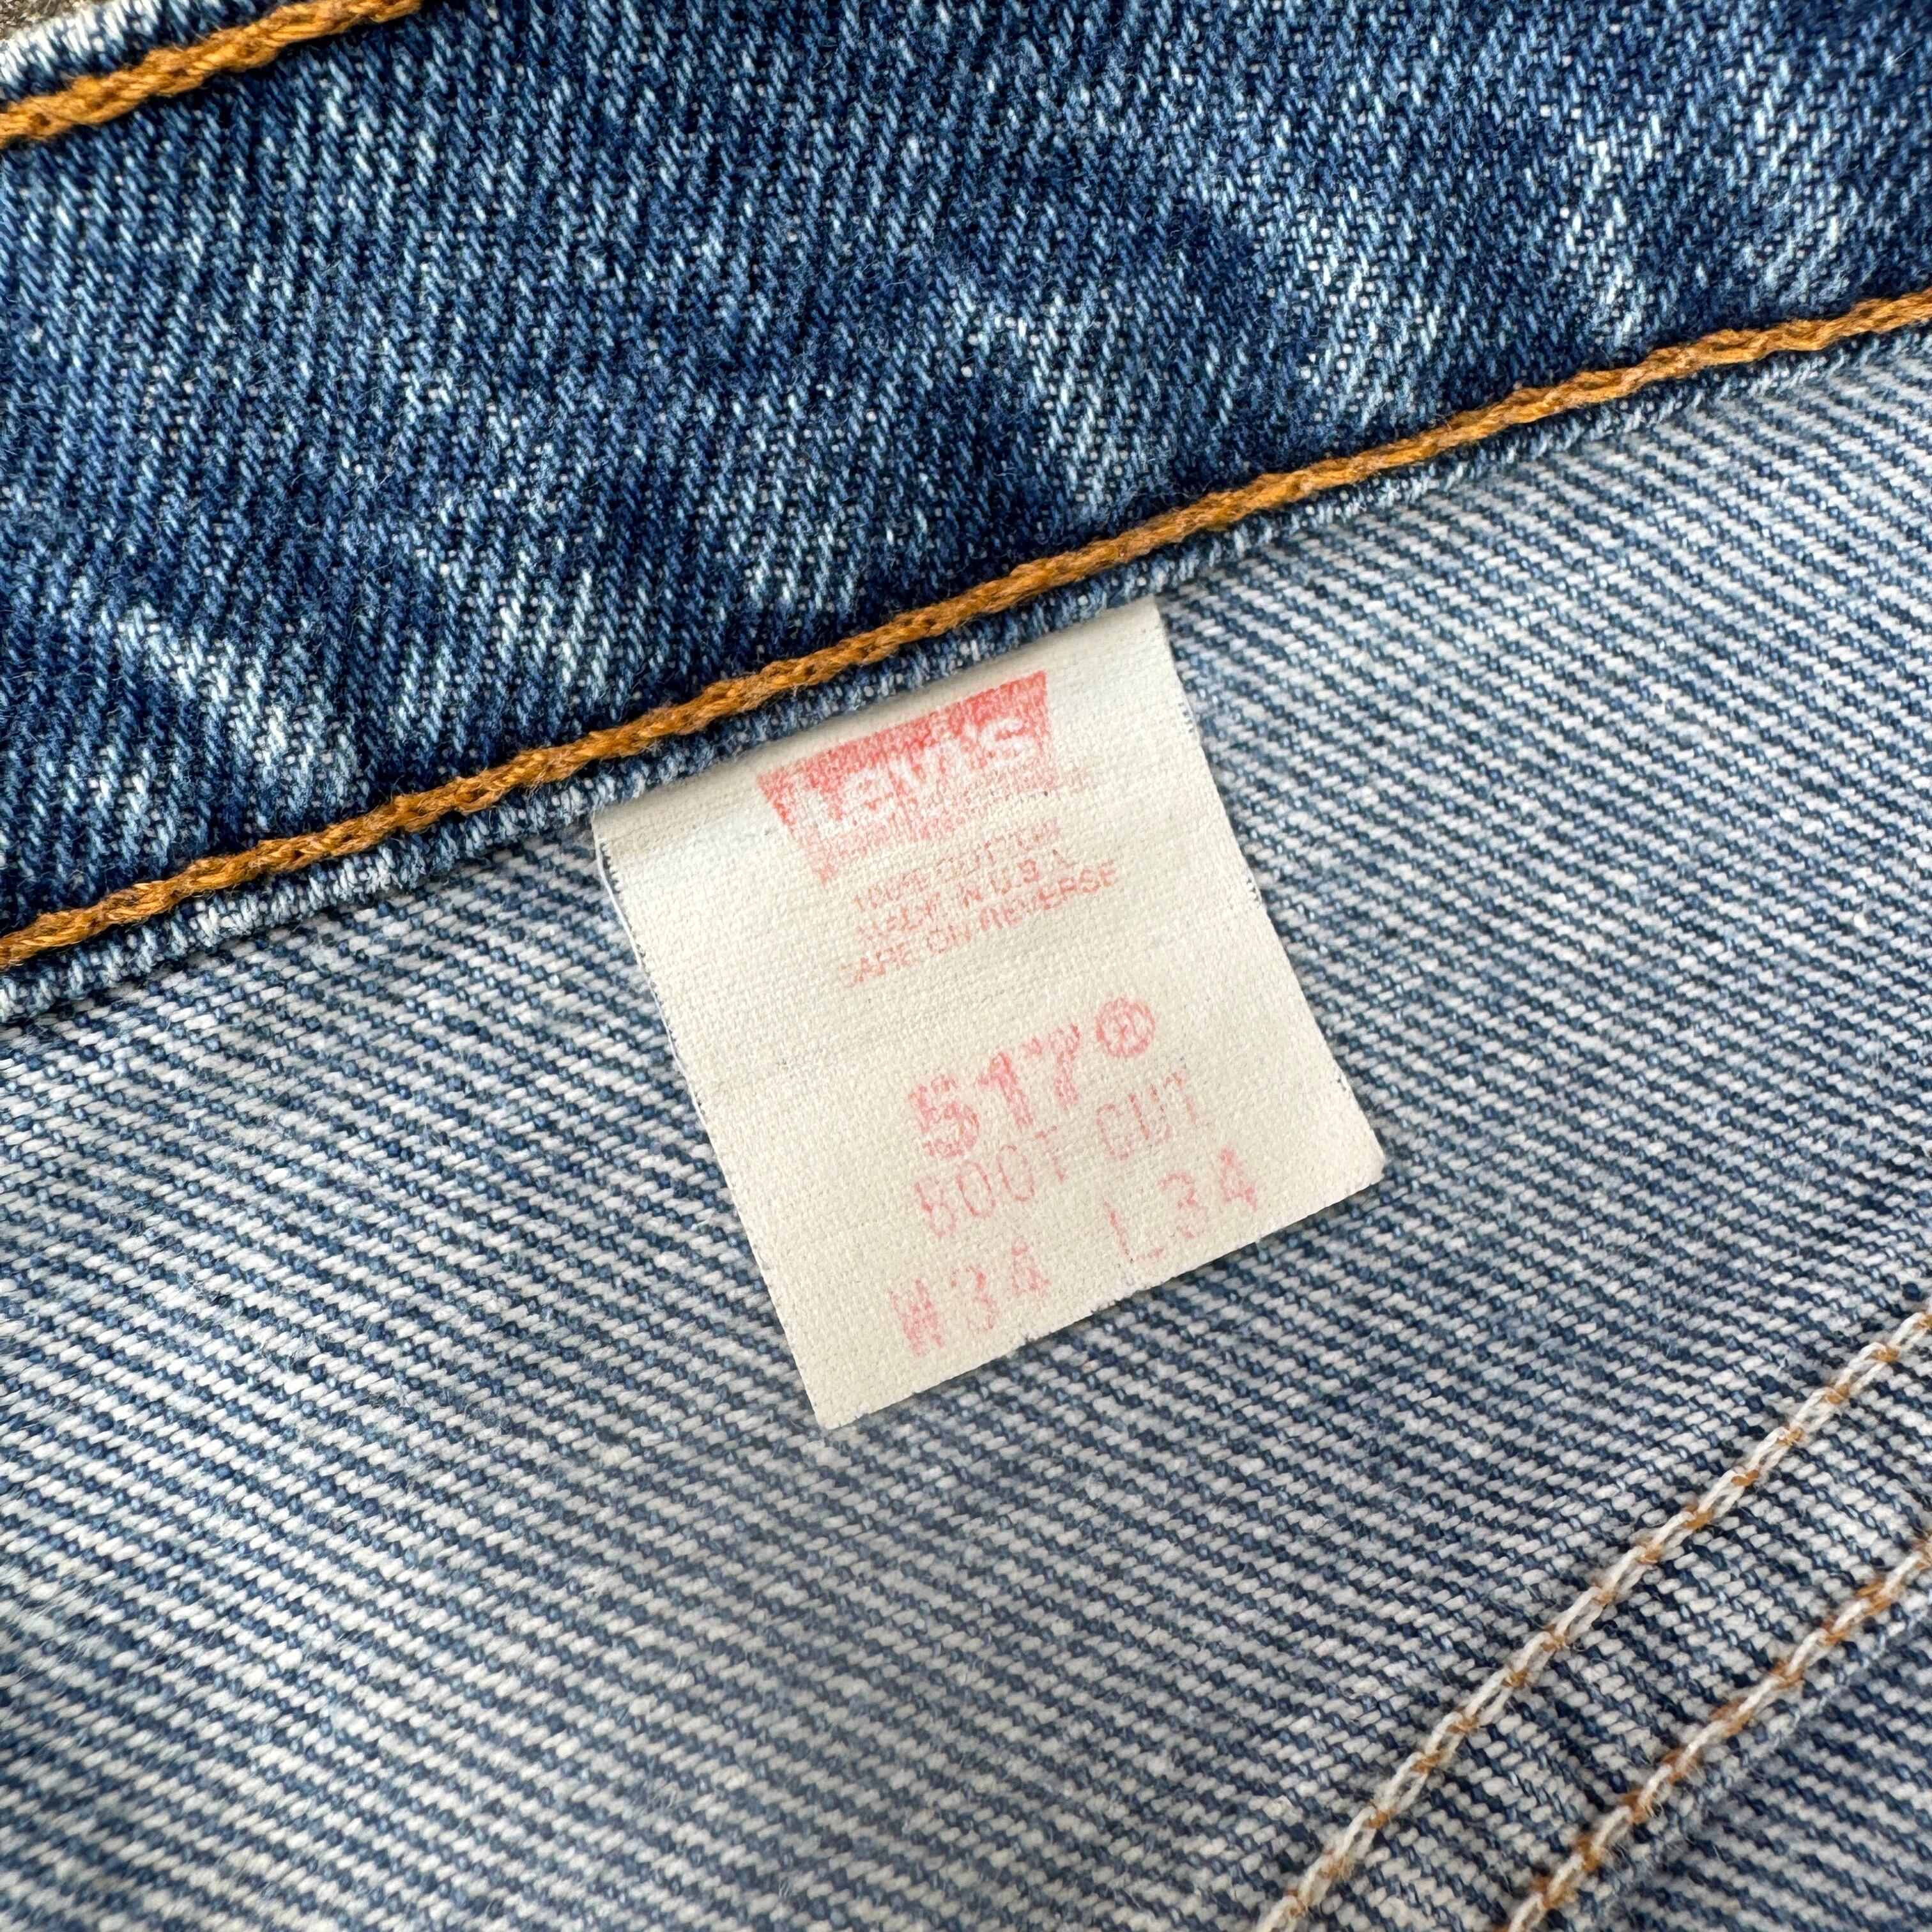 LEVI'S
100% COTTON
MADE IN U.S.A.
CARE ON REVERSE
517®
BOOT CUT
W34 L34